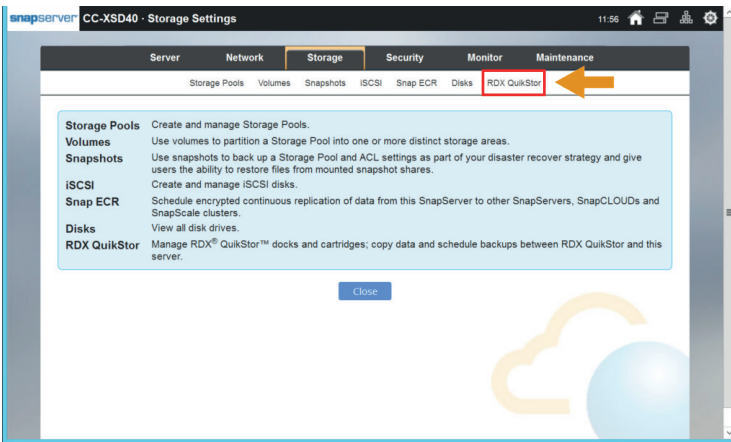 snapserver CC-XSD40 · Storage Settings 11:56
Server Network Storage Security Monitor Maintenance
Storage Pools Volumes Snapshots iSCSI Snap ECR Disks RDX QuikStor
Storage Pools Create and manage Storage Pools.
Volumes Use volumes to partition a Storage Pool into one or more distinct storage areas.
Snapshots Use snapshots to back up a Storage Pool and ACL settings as part of your disaster recover strategy and give
users the ability to restore files from mounted snapshot shares.
iSCSI Create and manage iSCSI disks.
Snap ECR Schedule encrypted continuous replication of data from this SnapServer to other SnapServers, SnapCLOUDs and
SnapScale clusters.
Disks View all disk drives.
RDX QuikStor Manage RDX® QuikStor™ docks and cartridges; copy data and schedule backups between RDX QuikStor and this
server.
Close